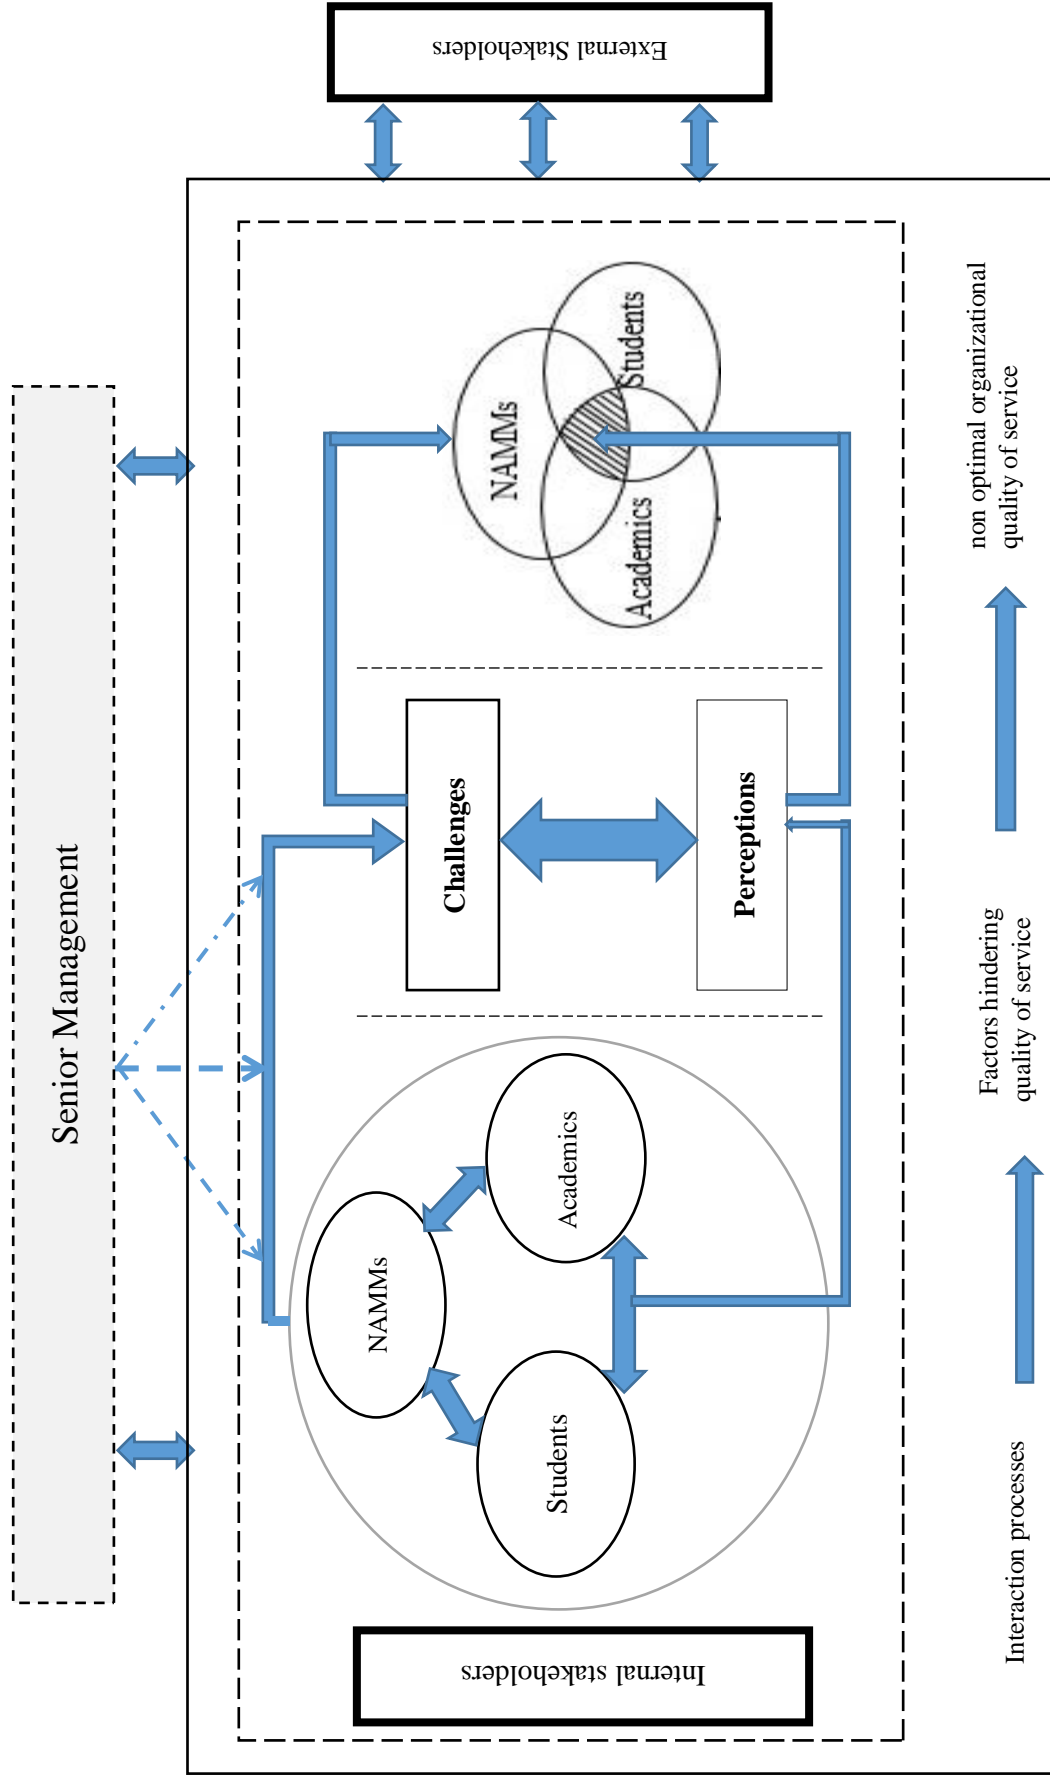 Senior Management
External Stakeholders
Internal stakeholders
NAMMs
Students
Academics
Challenges
Perceptions
NAMMs
Academics
Students
Interaction processes
Factors hindering
quality of service
non optimal organizational
quality of service